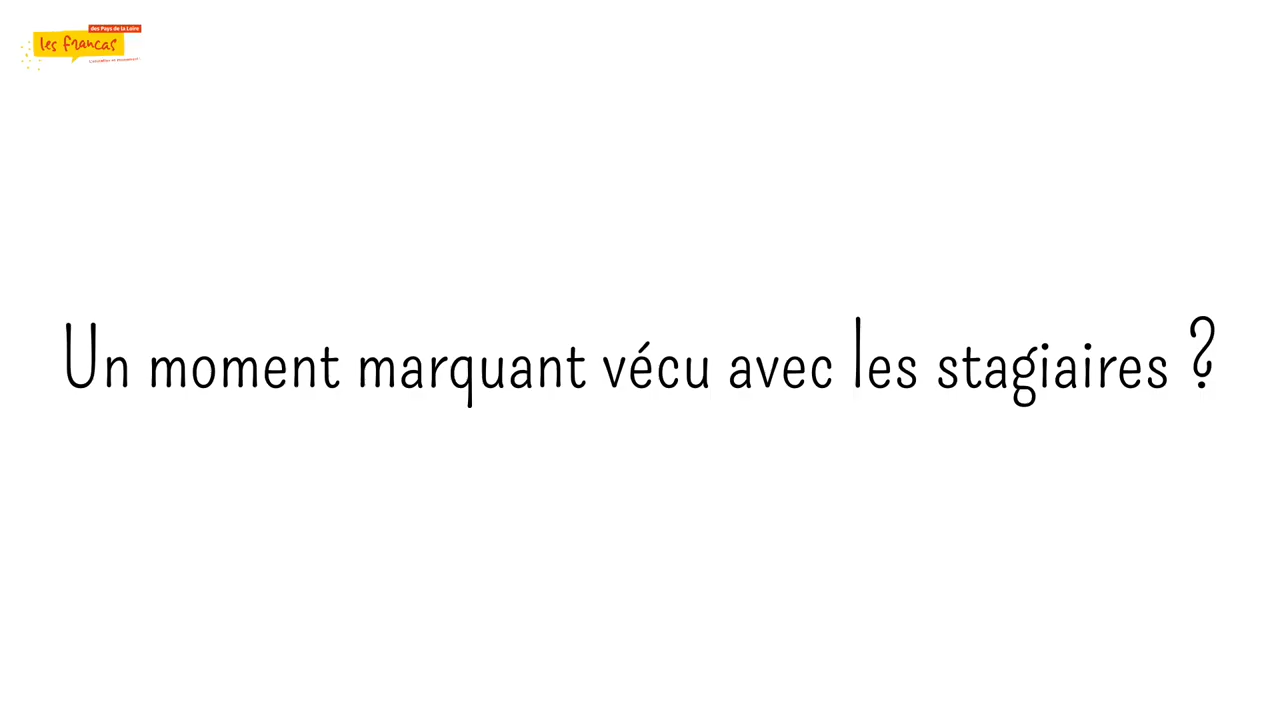 des Pays de la Loire
les francas
Un moment marquant vécu avec les stagiaires ?